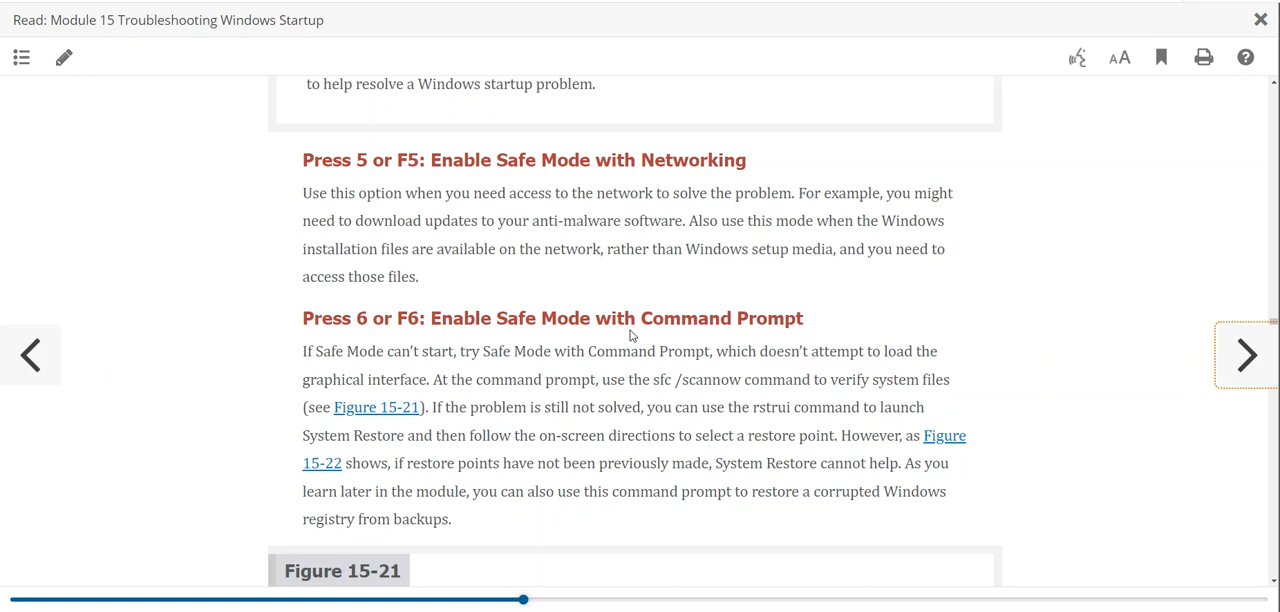 Read: Module 15 Troubleshooting Windows Startup
AA
to help resolve a Windows startup problem.
Press 5 or F5: Enable Safe Mode with Networking
Use this option when you need access to the network to solve the problem. For example, you might
need to download updates to your anti-malware software. Also use this mode when the Windows
installation files are available on the network, rather than Windows setup media, and you need to
access those files.
Press 6 or F6: Enable Safe Mode with Command Prompt
If Safe Mode can’t start, try Safe Mode with Command Prompt, which doesn’t attempt to load the
graphical interface. At the command prompt, use the sfc /scannow command to verify system files
(see Figure 15-21). If the problem is still not solved, you can use the rstrui command to launch
System Restore and then follow the on-screen directions to select a restore point. However, as Figure
15-22 shows, if restore points have not been previously made, System Restore cannot help. As you
learn later in the module, you can also use this command prompt to restore a corrupted Windows
registry from backups.
Figure 15-21